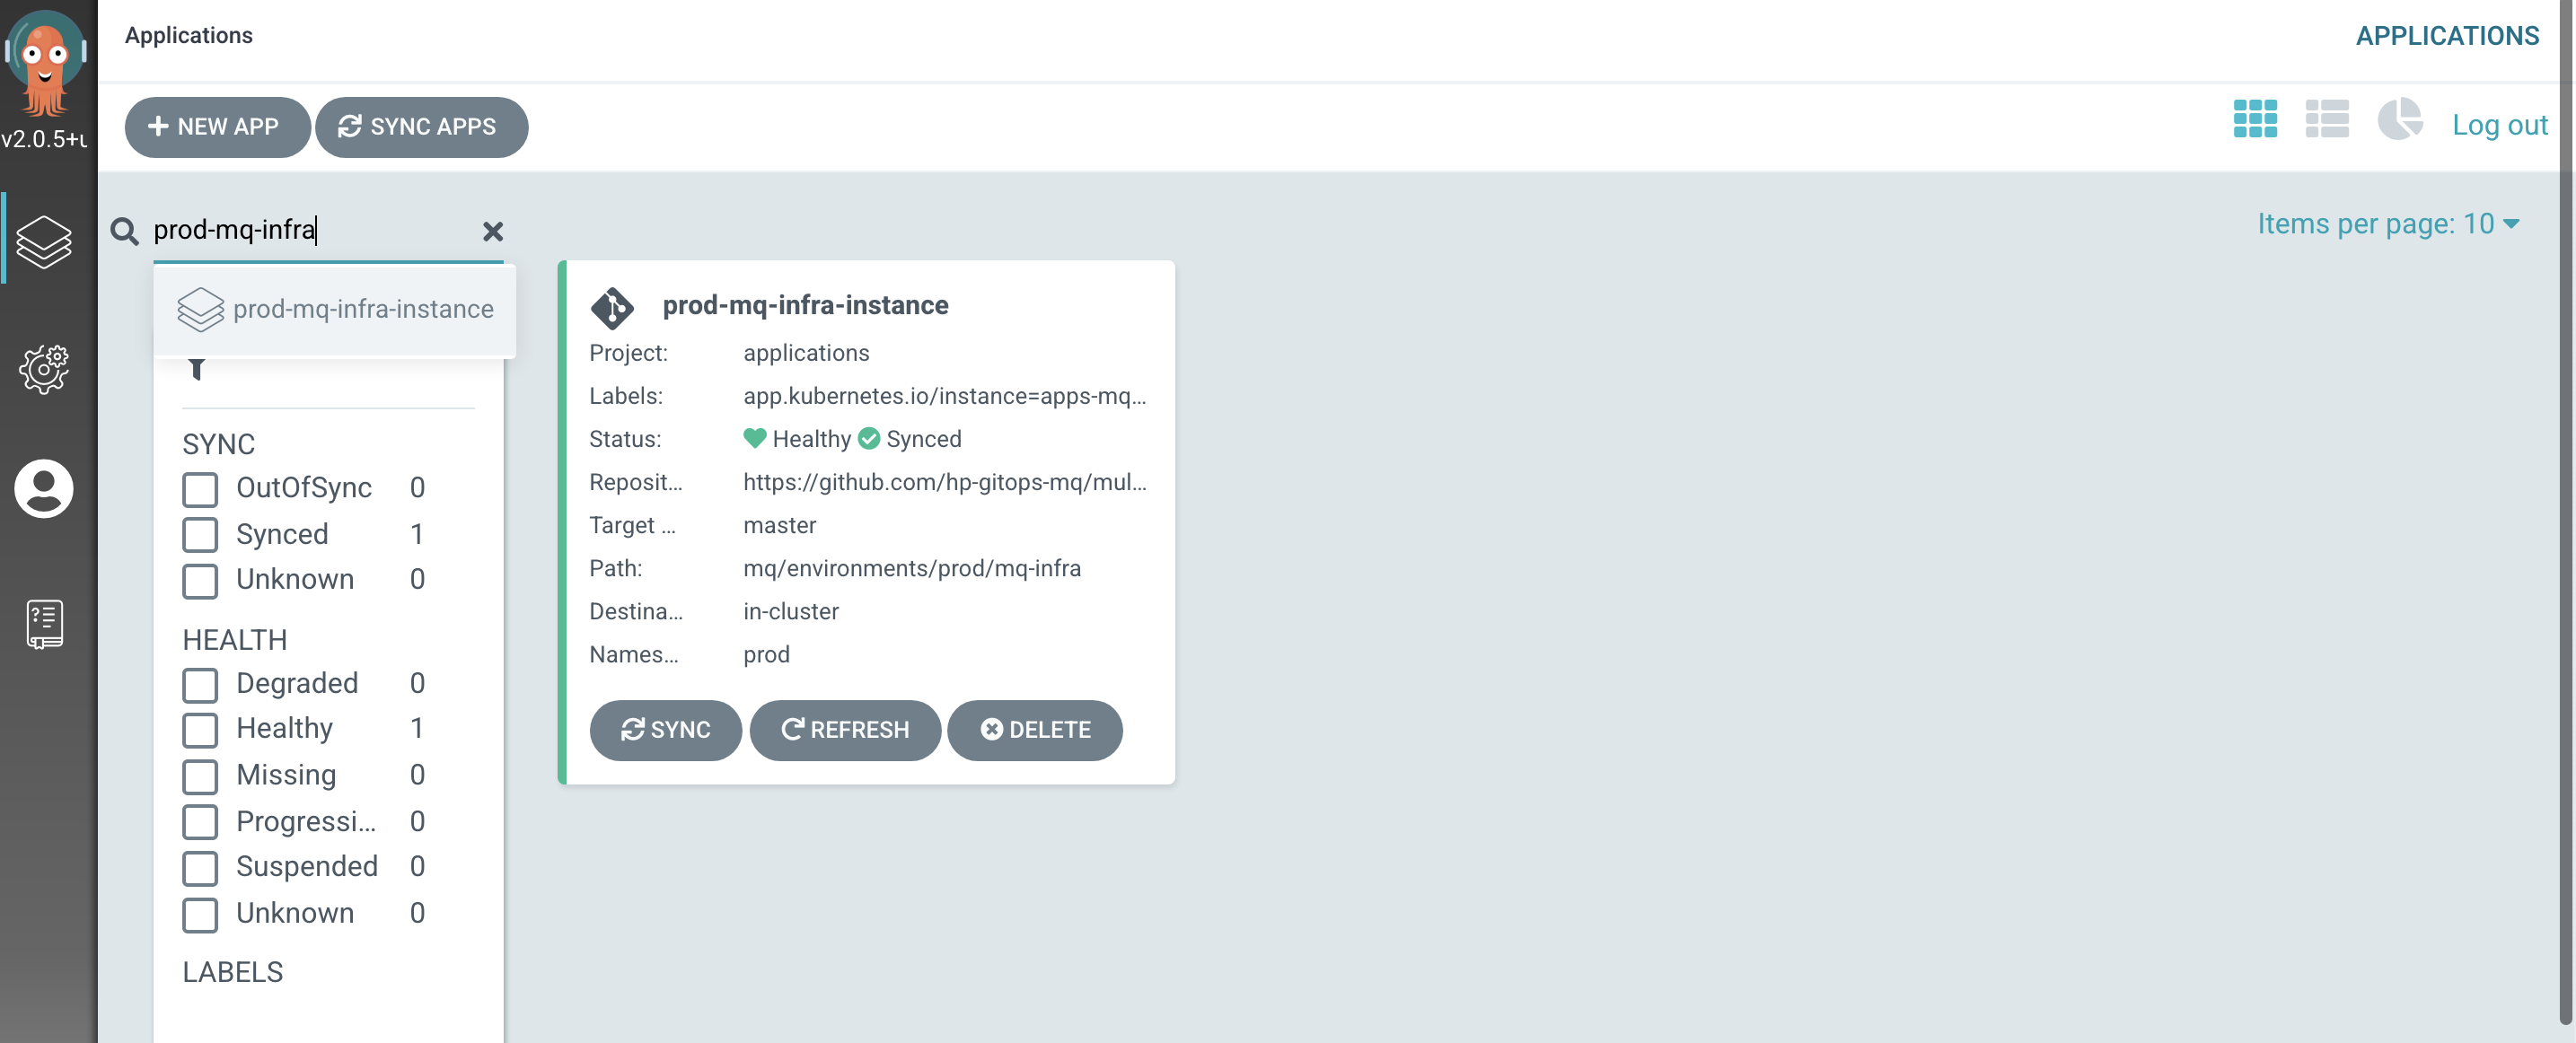 Applications
APPLICATIONS
NEW APP
SYNC APPS
Log out
v2.0.5+u
prod-mq-infra
Items per page: 10
prod-mq-infra-instance
SYNC
OutOfSync 0
Synced 1
Unknown 0
HEALTH
Degraded 0
Healthy 1
Missing 0
Progressi... 0
Suspended 0
Unknown 0
LABELS
prod-mq-infra-instance
Project: applications
Labels: app.kubernetes.io/instance=apps-mq...
Status: Healthy Synced
Reposit... https://github.com/hp-gitops-mq/mul...
Target ... master
Path: mq/environments/prod/mq-infra
Destina... in-cluster
Names... prod
SYNC
REFRESH
DELETE